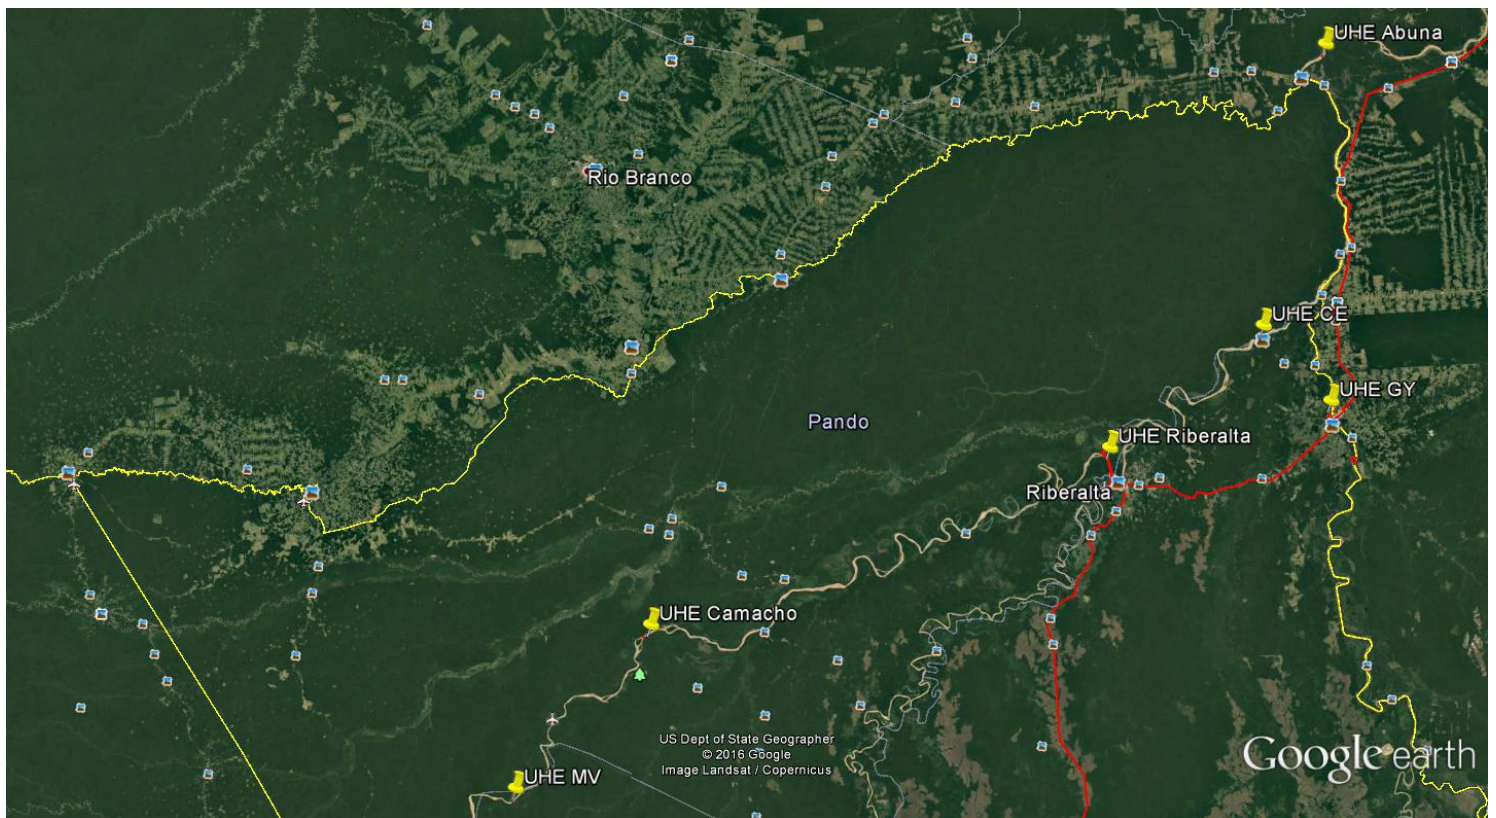 UHE Abuna
Rio Branco
UHE CE
UHE GY
Pando
UHE Riberalta
Riberalta
UHE Camacho
US Dept of State Geographer
© 2016 Google
Image Landsat / Copernicus
Google earth
UHE MV